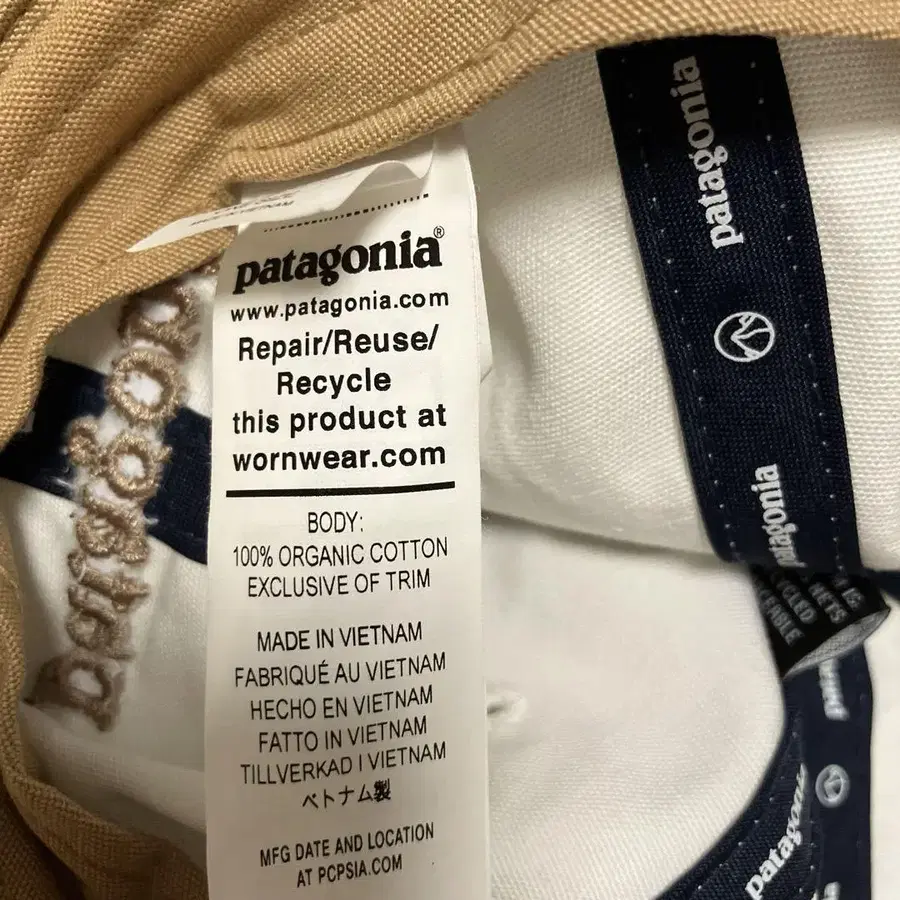 patagonia®
www.patagonia.com
Repair/Reuse/
Recycle
this product at
wornwear.com
BODY:
100% ORGANIC COTTON
EXCLUSIVE OF TRIM
MADE IN VIETNAM
FABRIQUÉ AU VIETNAM
HECHO EN VIETNAM
FATTO IN VIETNAM
TILLVERKAD I VIETNAM
ベトナム製
MFG DATE AND LOCATION
AT PCPSIA.COM
patagonia
patagonia
patagonia